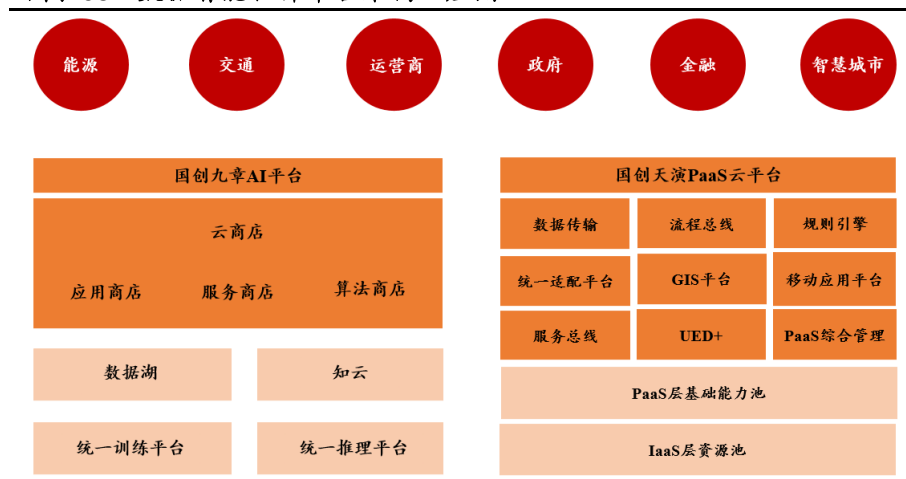 能源 交通 运营商 政府 金融 智慧城市
国创九章AI平台
云商店
应用商店 服务商店 算法商店
数据湖 知云
统一训练平台 统一推理平台
国创天演PaaS云平台
数据传输 流程总线 规则引擎
统一适配平台 GIS平台 移动应用平台
服务总线 UED+ PaaS综合管理
PaaS层基础能力池
IaaS层资源池